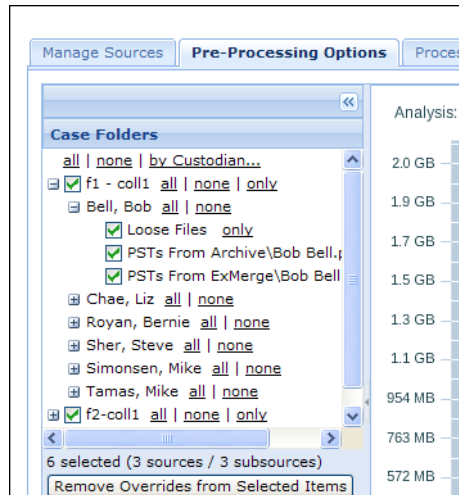 Manage Sources Pre-Processing Options Proces
Analysis:
Case Folders
all | none | by Custodian...
f1 - coll1 all | none | only
Bell, Bob all | none
Loose Files only
PSTs From Archive\Bob Bell.p
PSTs From ExMerge\Bob Bell
Chae, Liz all | none
Royan, Bernie all | none
Sher, Steve all | none
Simonsen, Mike all | none
Tamas, Mike all | none
f2-coll1 all | none | only
6 selected (3 sources / 3 subsources)
Remove Overrides from Selected Items
2.0 GB
1.9 GB
1.7 GB
1.5 GB
1.3 GB
1.1 GB
954 MB
763 MB
572 MB